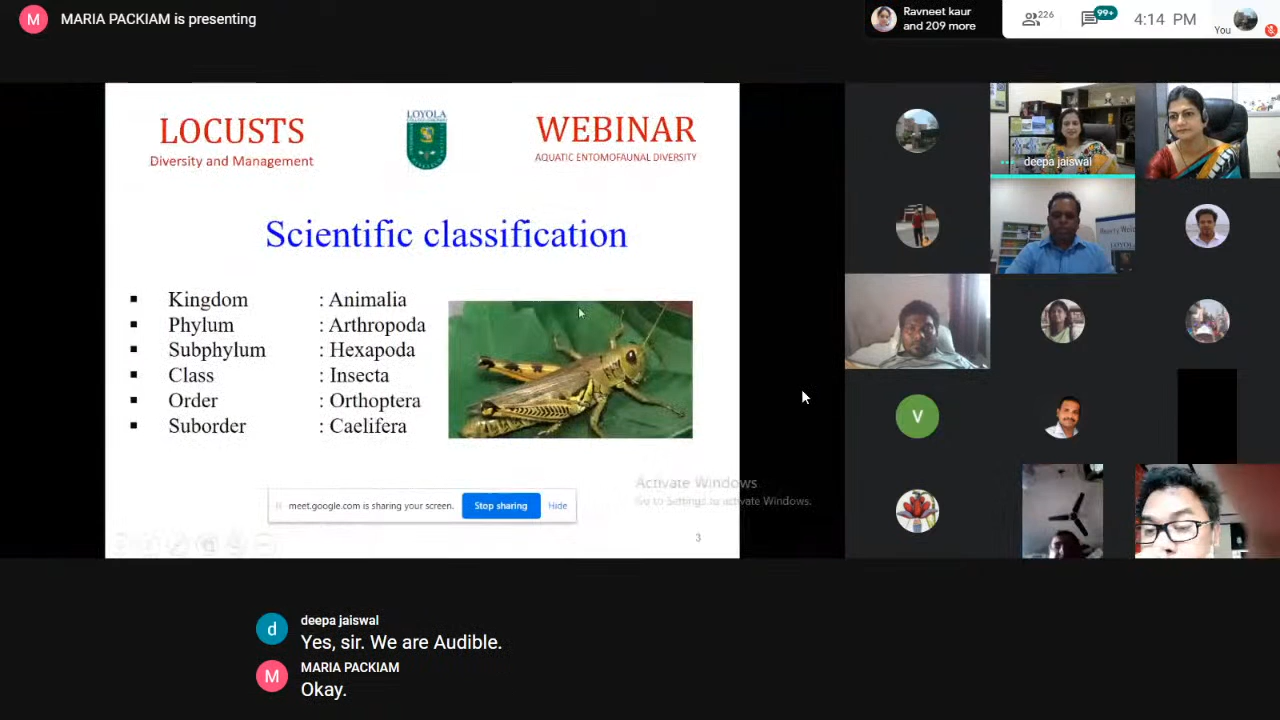 M MARIA PACKIAM is presenting
Ravneet kaur
and 209 more
226
99+
4:14 PM
You
LOCUSTS
Diversity and Management
LOYOLA
WEBINAR
AQUATIC ENTOMOFAUNAL DIVERSITY
Scientific classification
▪ Kingdom : Animalia
▪ Phylum : Arthropoda
▪ Subphylum : Hexapoda
▪ Class : Insecta
▪ Order : Orthoptera
▪ Suborder : Caelifera
meet.google.com is sharing your screen. Stop sharing Hide
Activate Windows
Go to Settings to activate Windows.
3
deepa jaiswal
LOYOLA
V
d deepa jaiswal
Yes, sir. We are Audible.
M MARIA PACKIAM
Okay.